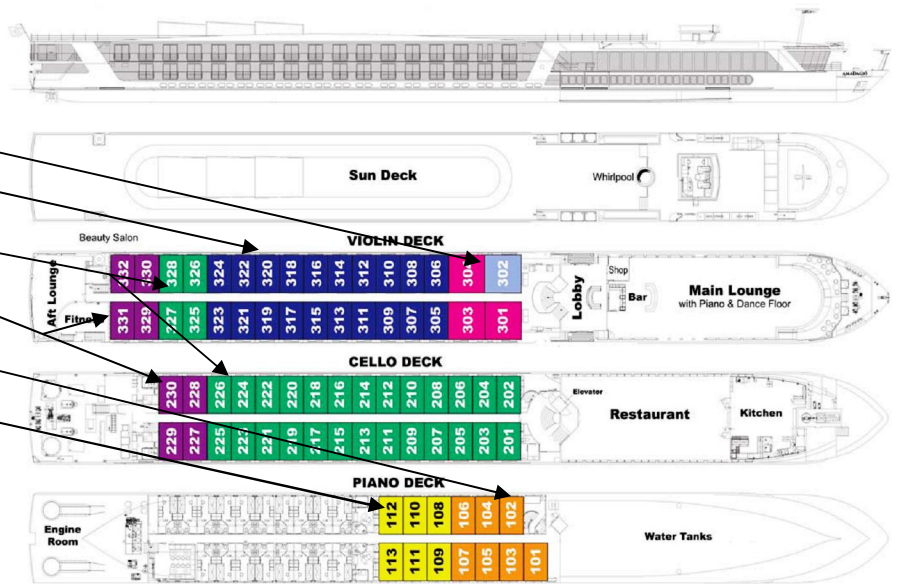 Sun Deck
Whirlpool
Beauty Salon
VIOLIN DECK
332 330 328 326 324 322 320 318 316 314 312 310 308 306 304 302
Aft Lounge
Lobby
Shop
Bar
Main Lounge
with Piano & Dance Floor
Fitness
331 329 327 325 323 321 319 317 315 313 311 309 307 305 303 301
CELLO DECK
230 228 226 224 222 220 218 216 214 212 210 208 206 204 202
Elevator
Restaurant
Kitchen
229 227 225 223 221 219 217 215 213 211 209 207 205 203 201
PIANO DECK
112 110 108 106 104 102
Engine
Room
Water Tanks
113 111 109 107 105 103 101